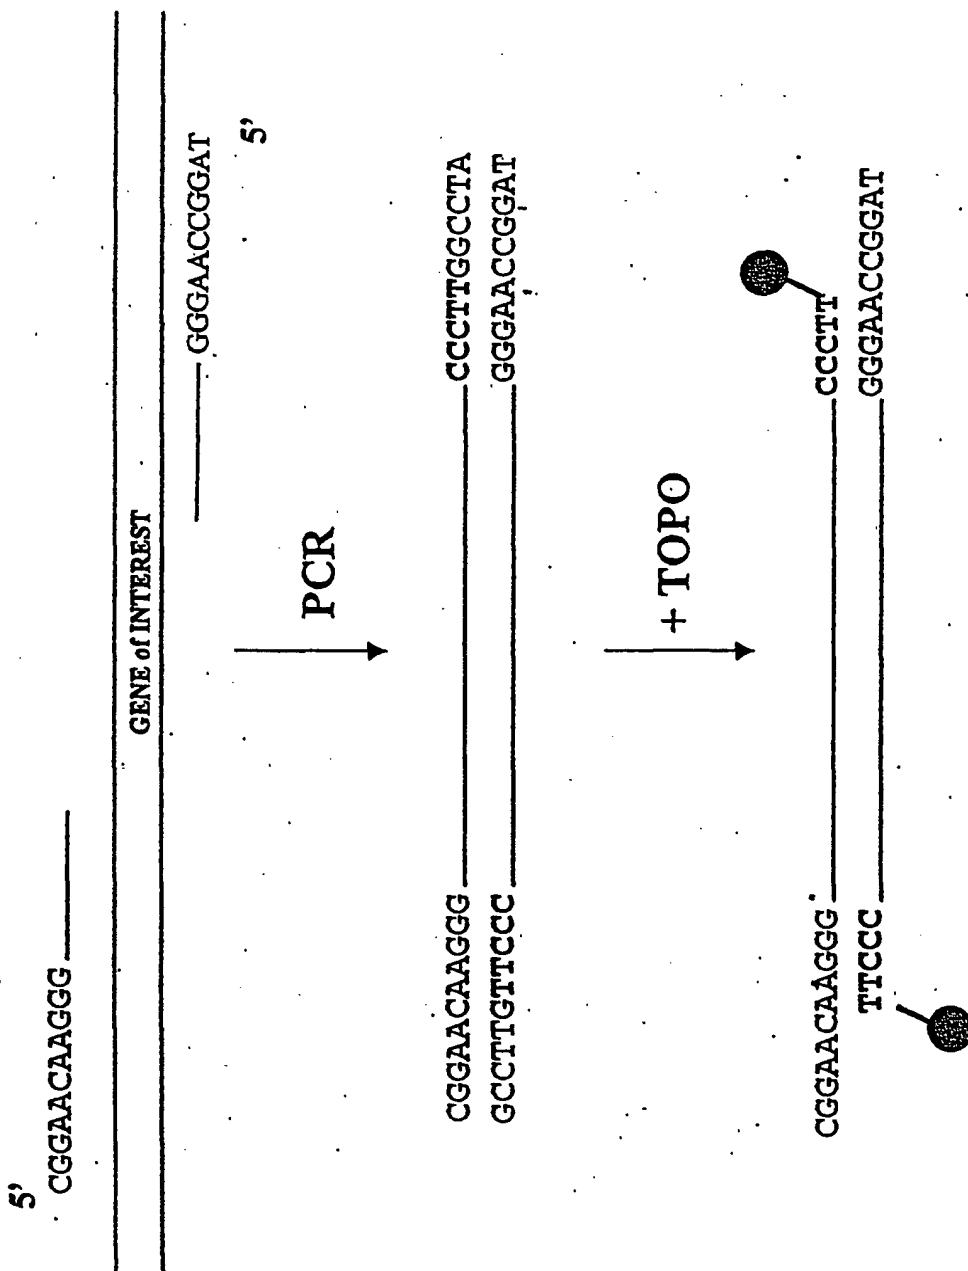 5'
CGGAACAAGGG
GENE of INTEREST
GGGAACCGGAT
5'
PCR
CGGAACAAGGG CCCTTGGCCTA
GCCTTGTTCCC GGGAACCGGAT
+ TOPO
CGGAACAAGGG CCCTT
TTCCC GGGAACCGGAT